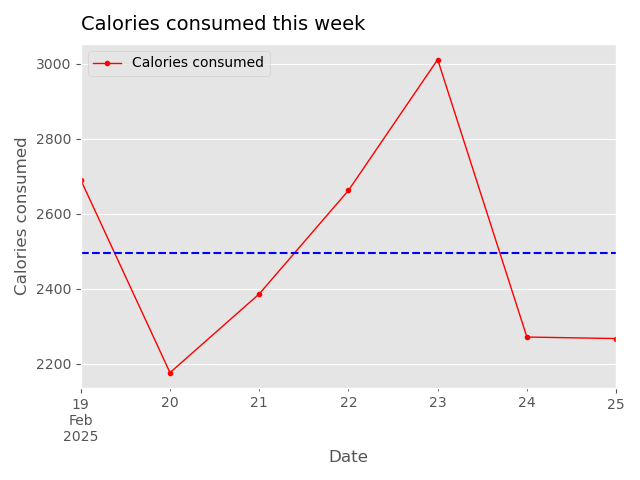 Calories consumed this week
Calories consumed
3000
2800
2600
2400
2200
Calories consumed
19 20 21 22 23 24 25
Feb
2025
Date